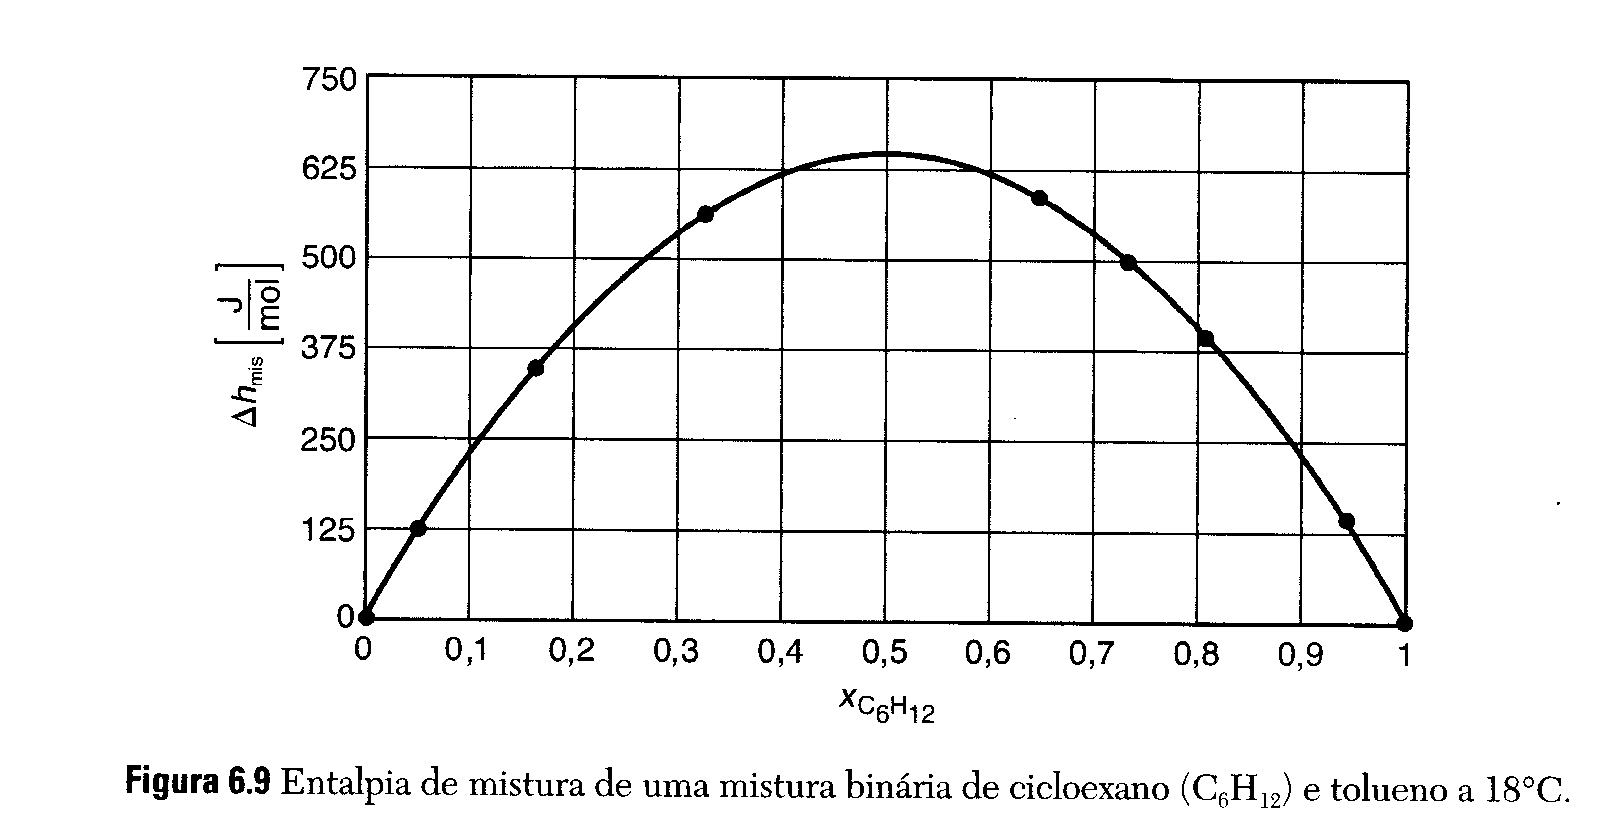 750
625
500
375
250
125
0
Δh_mis [J/mol]
0 0,1 0,2 0,3 0,4 0,5 0,6 0,7 0,8 0,9 1
x_C₆H₁₂
Figura 6.9 Entalpia de mistura de uma mistura binária de cicloexano (C₆H₁₂) e tolueno a 18°C.